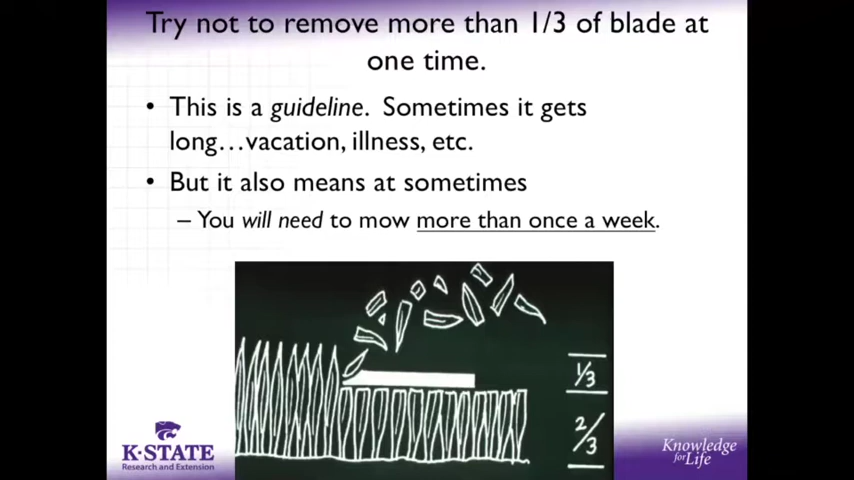 Try not to remove more than 1/3 of blade at
one time.
• This is a guideline. Sometimes it gets
long…vacation, illness, etc.
• But it also means at sometimes
– You will need to mow more than once a week.
1/3
2/3
K-STATE
Research and Extension
Knowledge
for Life